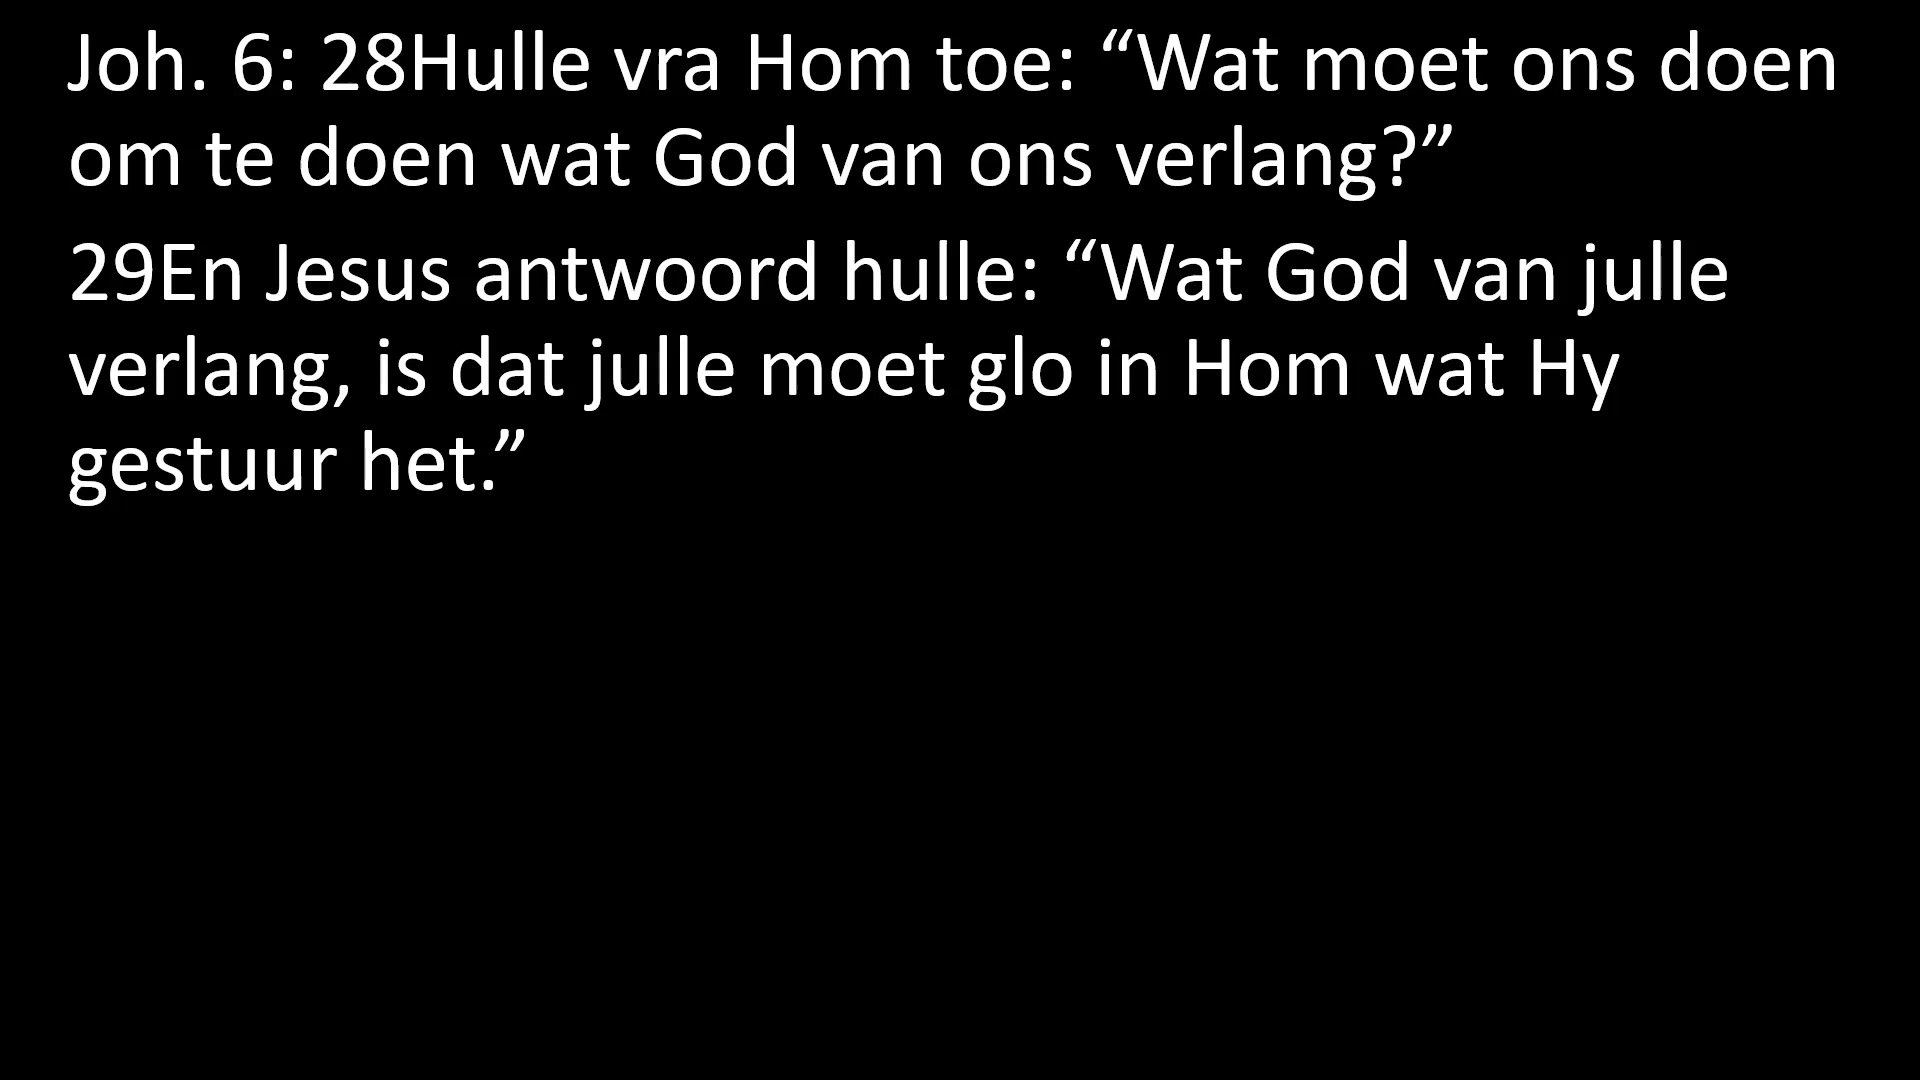 Joh. 6: 28Hulle vra Hom toe: “Wat moet ons doen
om te doen wat God van ons verlang?”
29En Jesus antwoord hulle: “Wat God van julle
verlang, is dat julle moet glo in Hom wat Hy
gestuur het.”